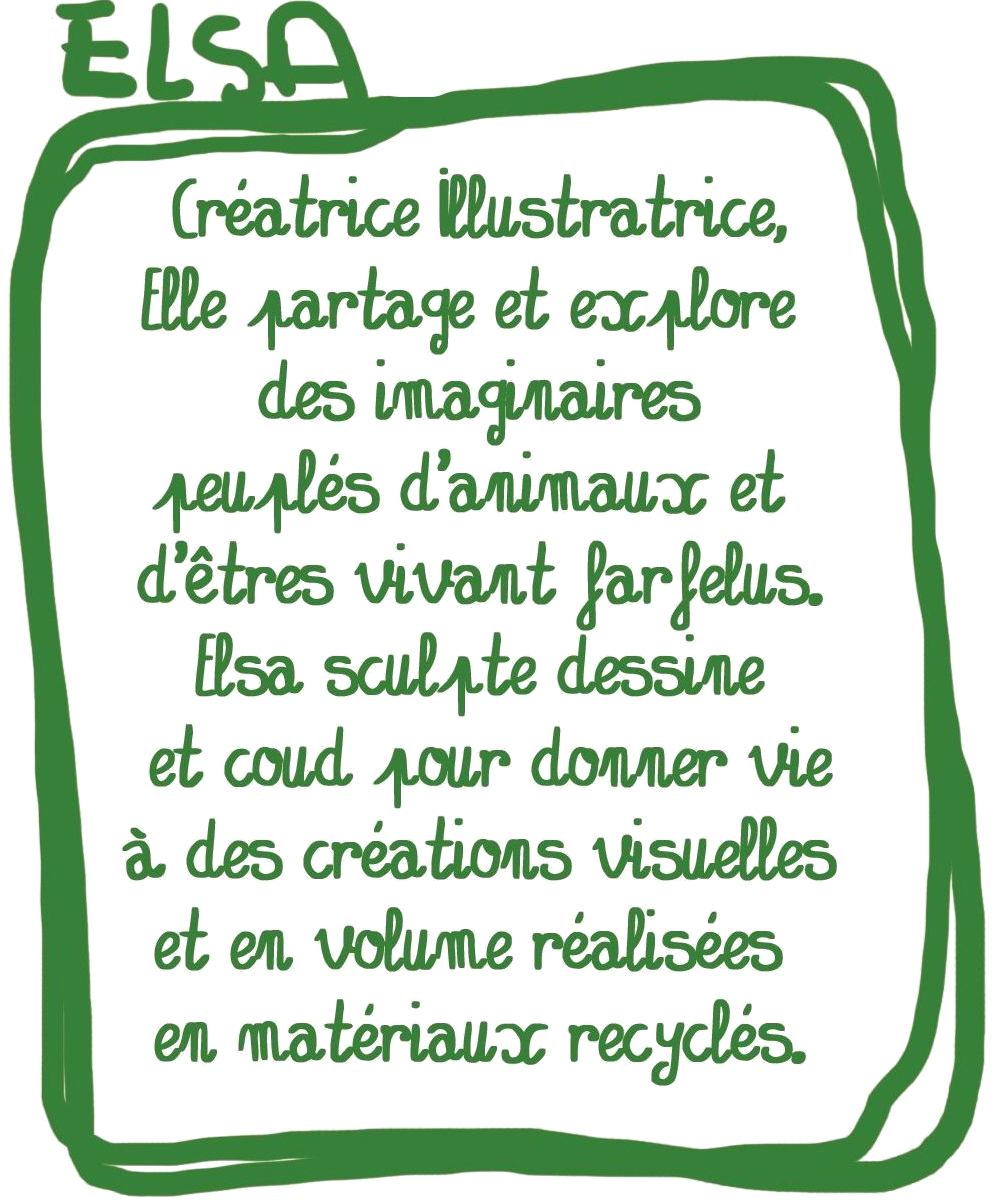 ELSA
Créatrice Illustratrice,
Elle partage et explore
des imaginaires
peuplés d'animaux et
d'êtres vivant farfelus.
Elsa sculpte dessine
et coud pour donner vie
à des créations visuelles
et en volume réalisées
en matériaux recyclés.